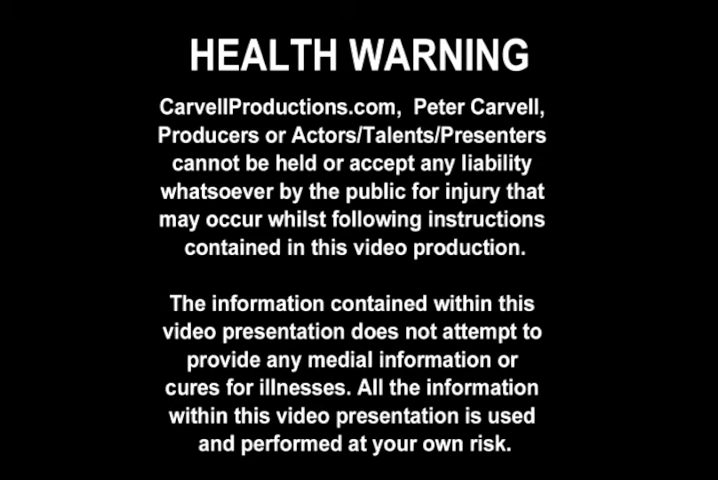 HEALTH WARNING
CarvellProductions.com, Peter Carvell,
Producers or Actors/Talents/Presenters
cannot be held or accept any liability
whatsoever by the public for injury that
may occur whilst following instructions
contained in this video production.
The information contained within this
video presentation does not attempt to
provide any medial information or
cures for illnesses. All the information
within this video presentation is used
and performed at your own risk.